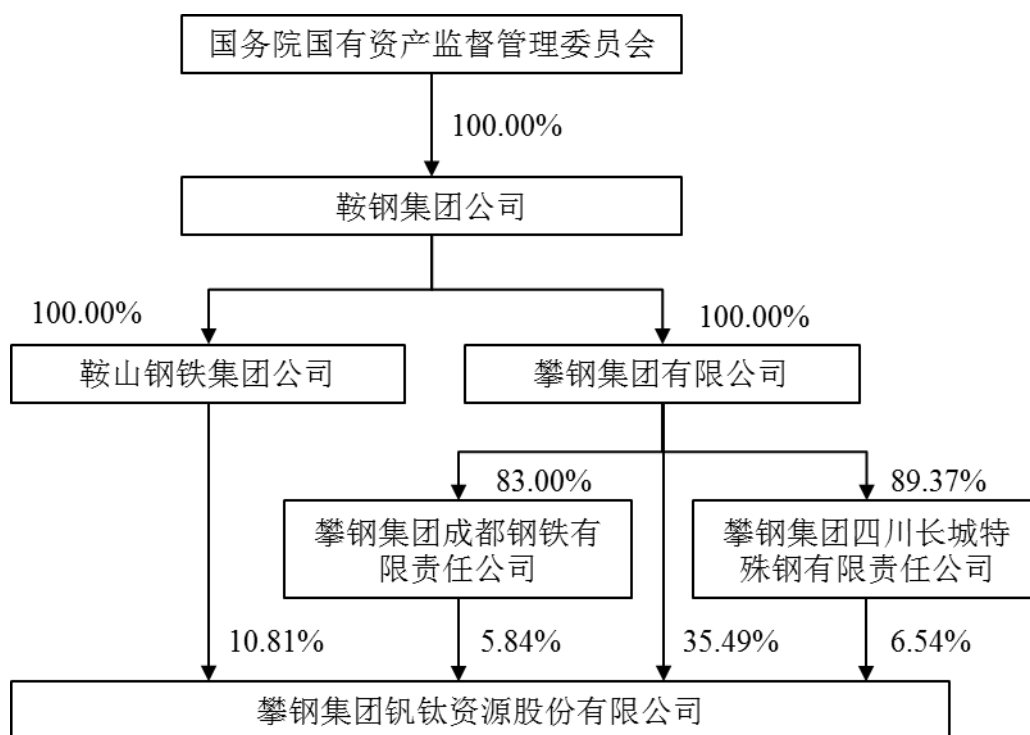 国务院国有资产监督管理委员会
100.00%
鞍钢集团公司
100.00%
100.00%
鞍山钢铁集团公司
攀钢集团有限公司
83.00%
89.37%
攀钢集团成都钢铁有
限责任公司
攀钢集团四川长城特
殊钢有限责任公司
10.81%
5.84%
35.49%
6.54%
攀钢集团钒钛资源股份有限公司